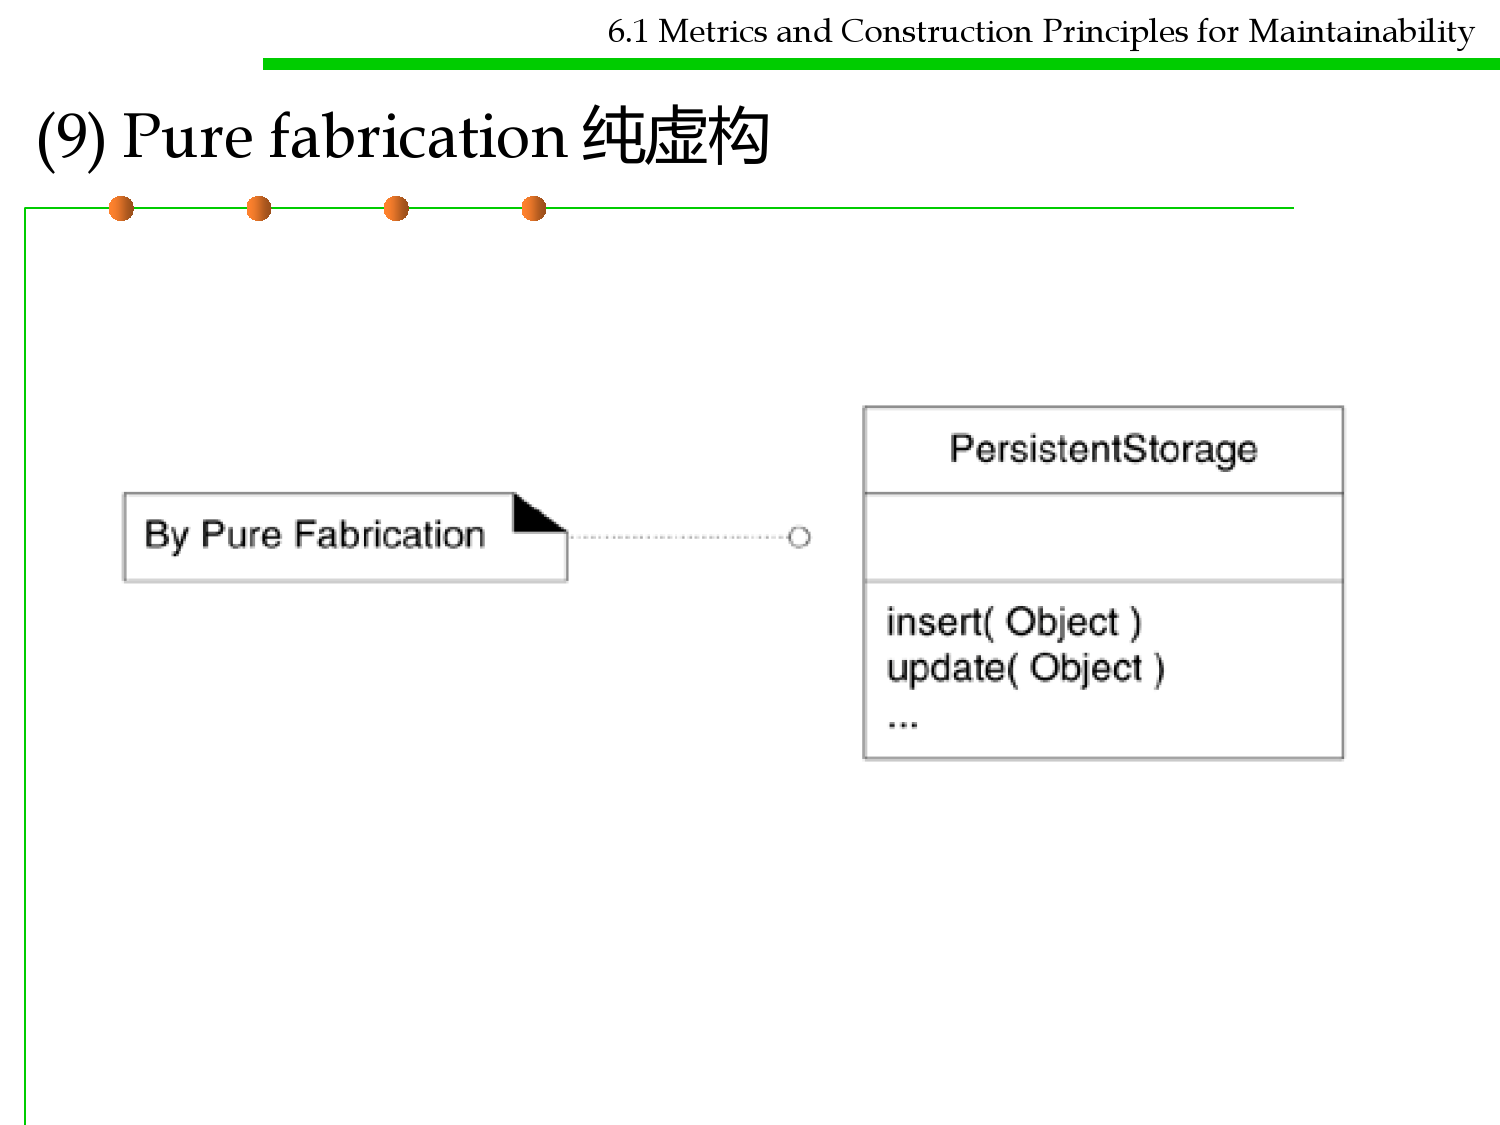 6.1 Metrics and Construction Principles for Maintainability
(9) Pure fabrication 纯虚构
By Pure Fabrication
PersistentStorage
insert( Object )
update( Object )
...